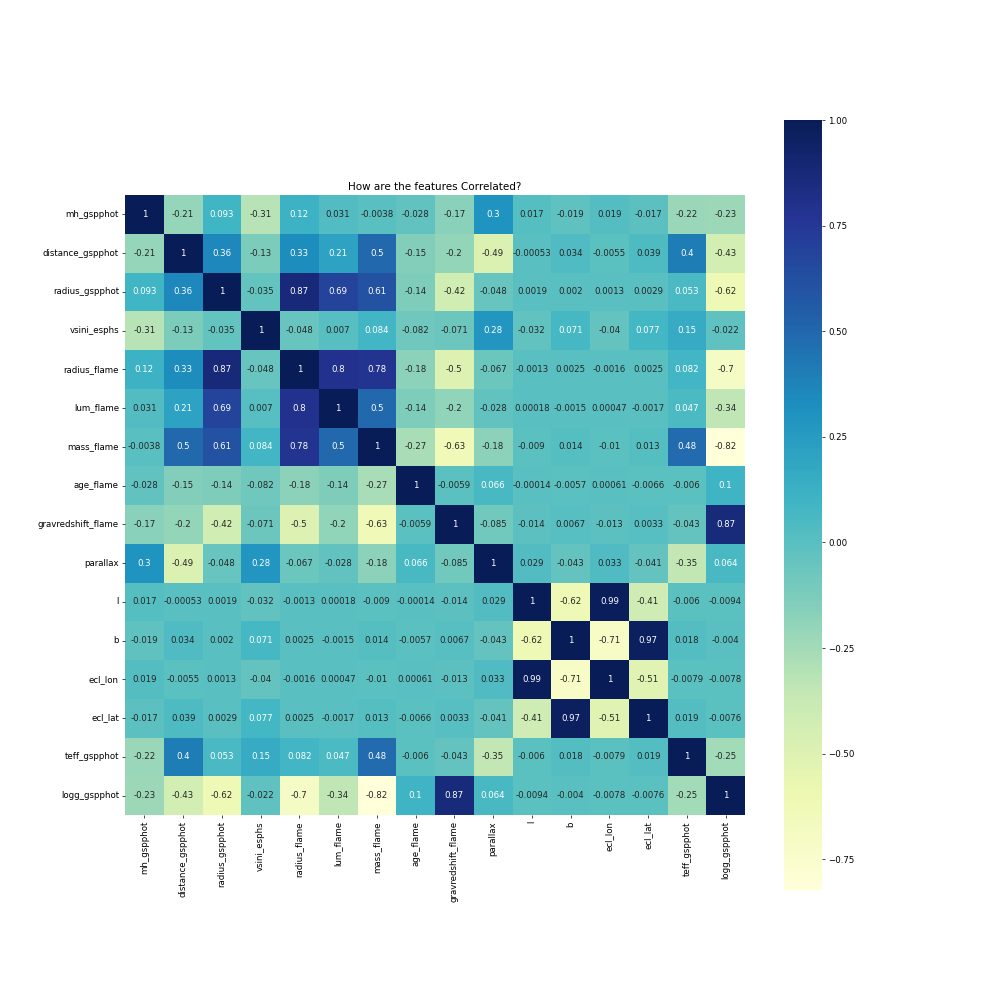 How are the features Correlated?
mh_gspphot 1 -0.21 0.093 -0.31 0.12 0.031 -0.0038 -0.028 -0.17 0.3 0.017 -0.019 0.019 -0.017 -0.22 -0.23
distance_gspphot -0.21 1 0.36 -0.13 0.33 0.21 0.5 -0.15 -0.2 -0.49 -0.00053 0.034 -0.0055 0.039 0.4 -0.43
radius_gspphot 0.093 0.36 1 -0.035 0.87 0.69 0.61 -0.14 -0.42 -0.048 0.0019 0.002 0.0013 0.0029 0.053 -0.62
vsini_esphs -0.31 -0.13 -0.035 1 -0.048 0.007 0.084 -0.082 -0.071 0.28 -0.032 0.071 -0.04 0.077 0.15 -0.022
radius_flame 0.12 0.33 0.87 -0.048 1 0.8 0.78 -0.18 -0.5 -0.067 -0.0013 0.0025 -0.0016 0.0025 0.082 -0.7
lum_flame 0.031 0.21 0.69 0.007 0.8 1 0.5 -0.14 -0.2 -0.028 0.00018 -0.0015 0.00047 -0.0017 0.047 -0.34
mass_flame -0.0038 0.5 0.61 0.084 0.78 0.5 1 -0.27 -0.63 -0.18 -0.009 0.014 -0.01 0.013 0.48 -0.82
age_flame -0.028 -0.15 -0.14 -0.082 -0.18 -0.14 -0.27 1 -0.0059 0.066 -0.00014 -0.0057 0.00061 -0.0066 -0.006 0.1
gravredshift_flame -0.17 -0.2 -0.42 -0.071 -0.5 -0.2 -0.63 -0.0059 1 -0.085 -0.014 0.0067 -0.013 0.0033 -0.043 0.87
parallax 0.3 -0.49 -0.048 0.28 -0.067 -0.028 -0.18 0.066 -0.085 1 0.029 -0.043 0.033 -0.041 -0.35 0.064
l 0.017 -0.00053 0.0019 -0.032 -0.0013 0.00018 -0.009 -0.00014 -0.014 0.029 1 -0.62 0.99 -0.41 -0.006 -0.0094
b -0.019 0.034 0.002 0.071 0.0025 -0.0015 0.014 -0.0057 0.0067 -0.043 -0.62 1 -0.71 0.97 0.018 -0.004
ecl_lon 0.019 -0.0055 0.0013 -0.04 -0.0016 0.00047 -0.01 0.00061 -0.013 0.033 0.99 -0.71 1 -0.51 -0.0079 -0.0078
ecl_lat -0.017 0.039 0.0029 0.077 0.0025 -0.0017 0.013 -0.0066 0.0033 -0.041 -0.41 0.97 -0.51 1 0.019 -0.0076
teff_gspphot -0.22 0.4 0.053 0.15 0.082 0.047 0.48 -0.006 -0.043 -0.35 -0.006 0.018 -0.0079 0.019 1 -0.25
logg_gspphot -0.23 -0.43 -0.62 -0.022 -0.7 -0.34 -0.82 0.1 0.87 0.064 -0.0094 -0.004 -0.0078 -0.0076 -0.25 1
mh_gspphot
distance_gspphot
radius_gspphot
vsini_esphs
radius_flame
lum_flame
mass_flame
age_flame
gravredshift_flame
parallax
l
b
ecl_lon
ecl_lat
teff_gspphot
logg_gspphot
1.00
0.75
0.50
0.25
0.00
−0.25
−0.50
−0.75